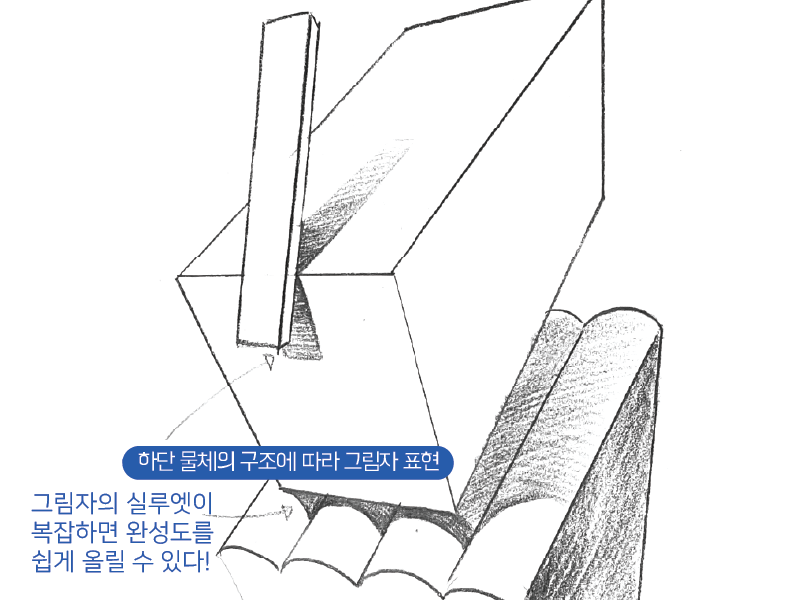 하단 물체의 구조에 따라 그림자 표현
그림자의 실루엣이
복잡하면 완성도를
쉽게 올릴 수 있다!